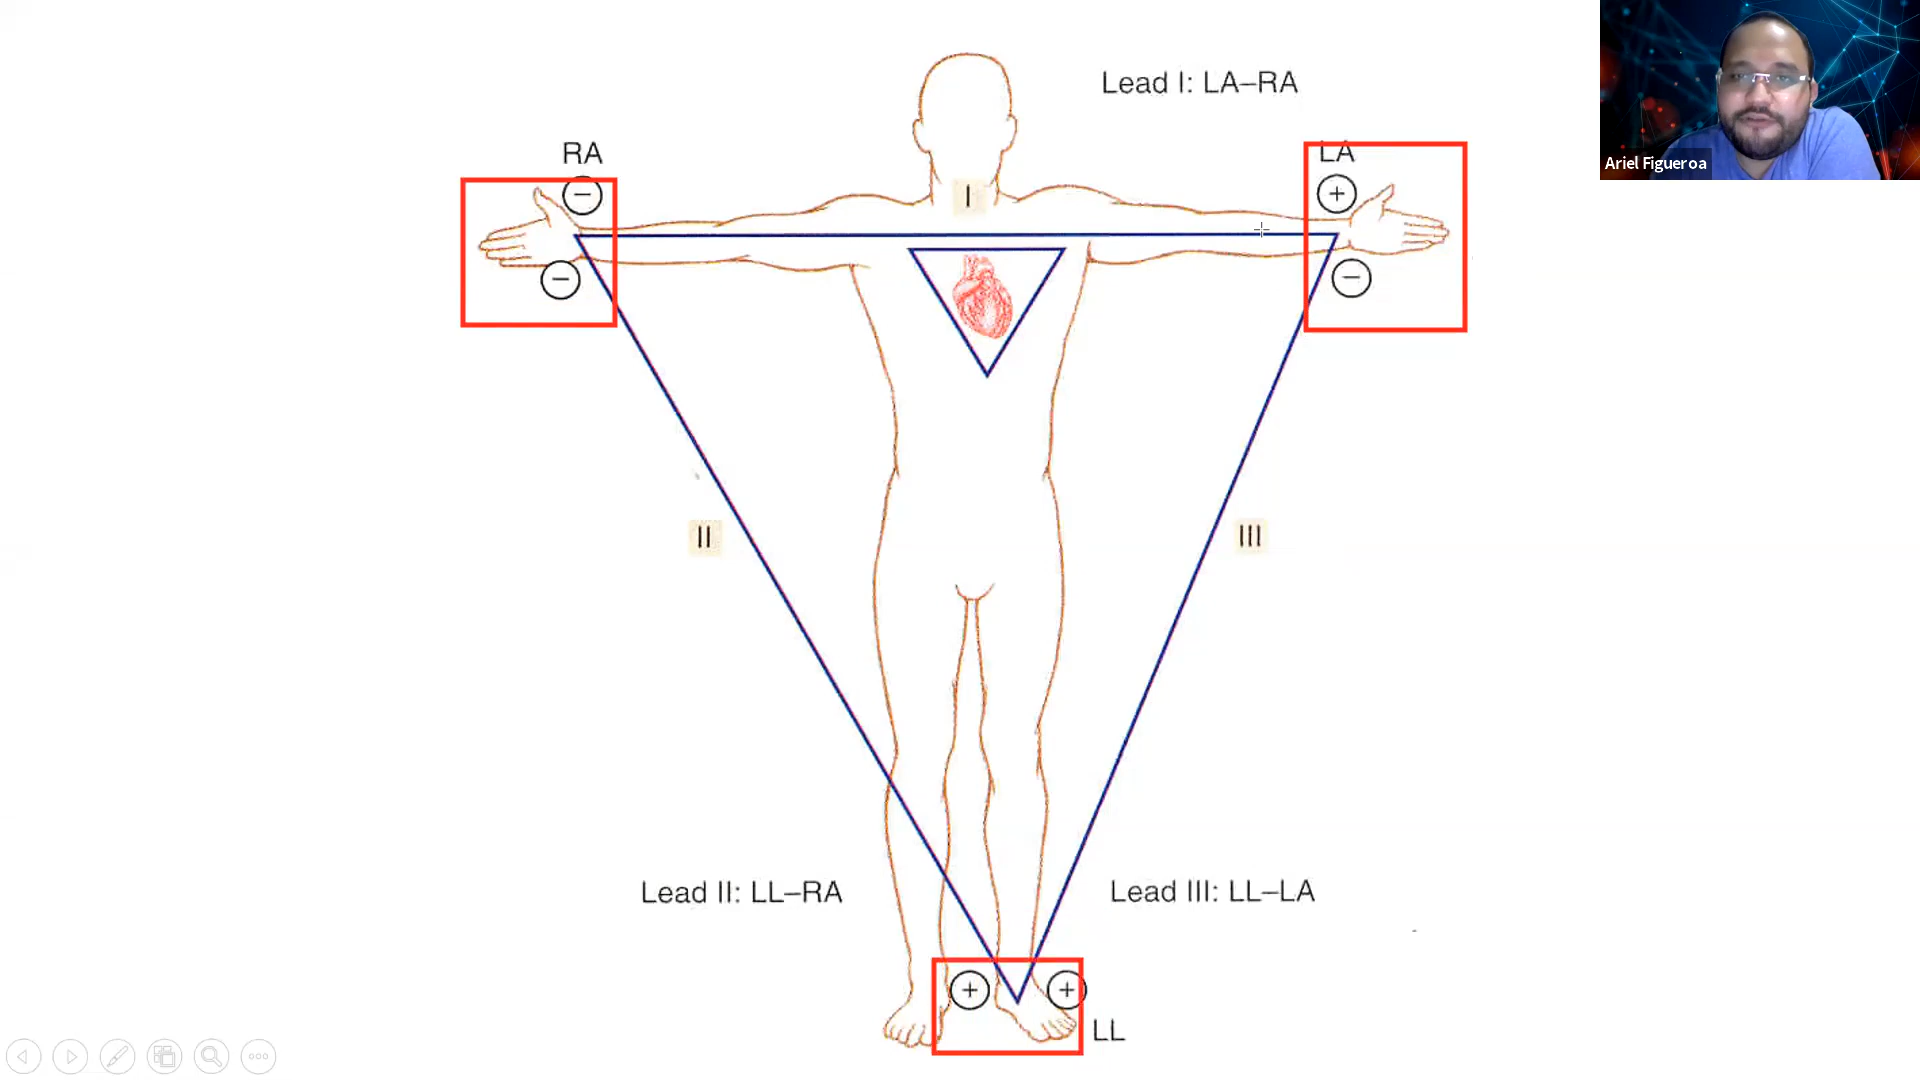 Lead I: LA–RA
RA
LA
−
+
I
−
−
II
III
Lead II: LL–RA
Lead III: LL–LA
+
+
LL
Ariel Figueroa